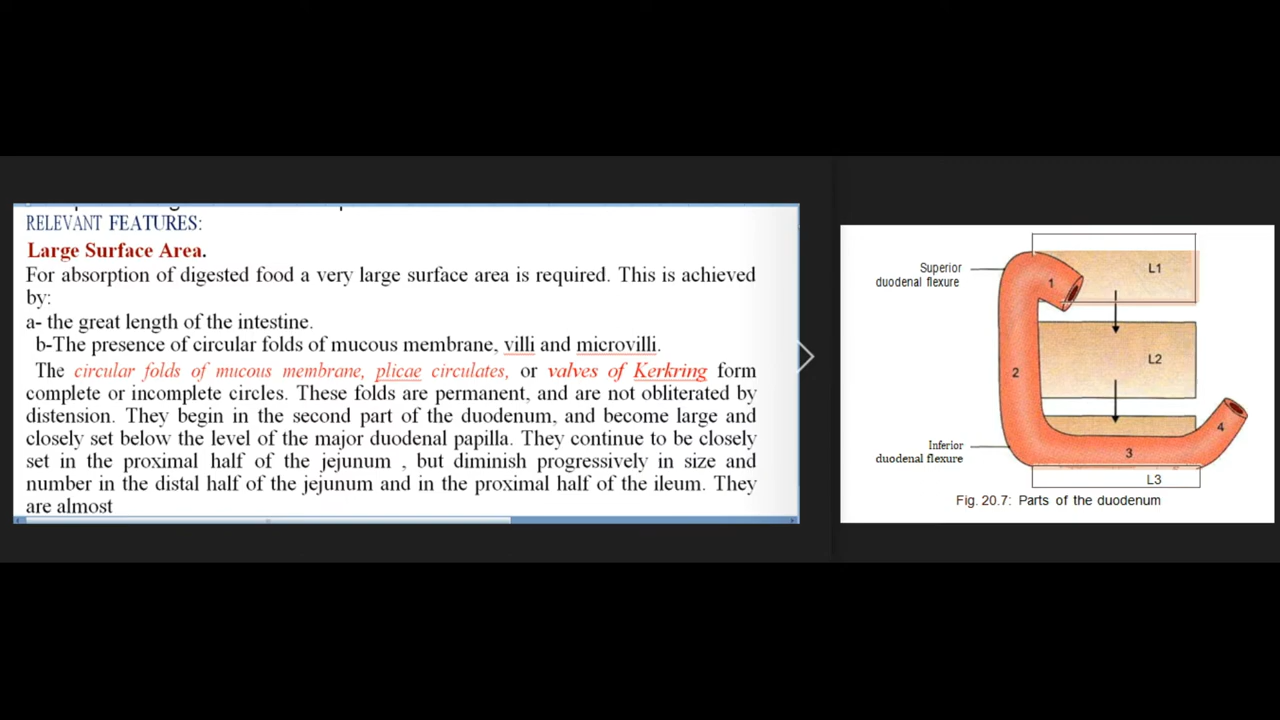 RELEVANT FEATURES:
Large Surface Area.
For absorption of digested food a very large surface area is required. This is achieved
by:
a- the great length of the intestine.
b-The presence of circular folds of mucous membrane, villi and microvilli.
The circular folds of mucous membrane, plicae circulates, or valves of Kerkring form
complete or incomplete circles. These folds are permanent, and are not obliterated by
distension. They begin in the second part of the duodenum, and become large and
closely set below the level of the major duodenal papilla. They continue to be closely
set in the proximal half of the jejunum , but diminish progressively in size and
number in the distal half of the jejunum and in the proximal half of the ileum. They
are almost
Superior
duodenal flexure
1
L1
2
L2
Inferior
duodenal flexure
3
4
L3
Fig. 20.7: Parts of the duodenum